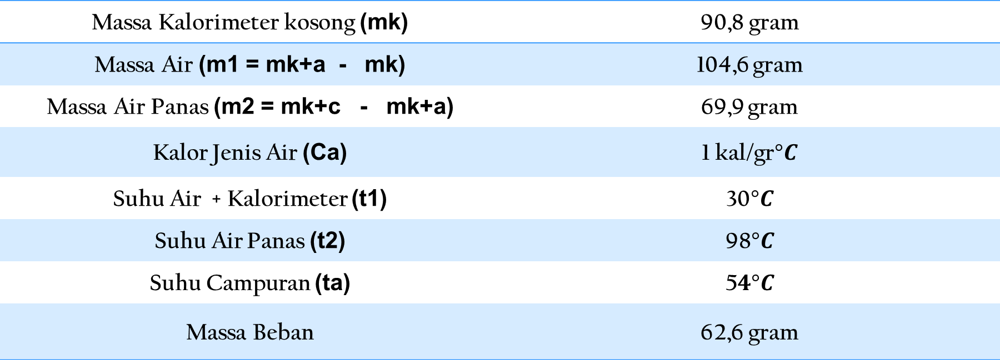 Massa Kalorimeter kosong (mk) 90,8 gram
Massa Air (m1 = mk+a - mk) 104,6 gram
Massa Air Panas (m2 = mk+c - mk+a) 69,9 gram
Kalor Jenis Air (Ca) 1 kal/gr°C
Suhu Air + Kalorimeter (t1) 30°C
Suhu Air Panas (t2) 98°C
Suhu Campuran (ta) 54°C
Massa Beban 62,6 gram